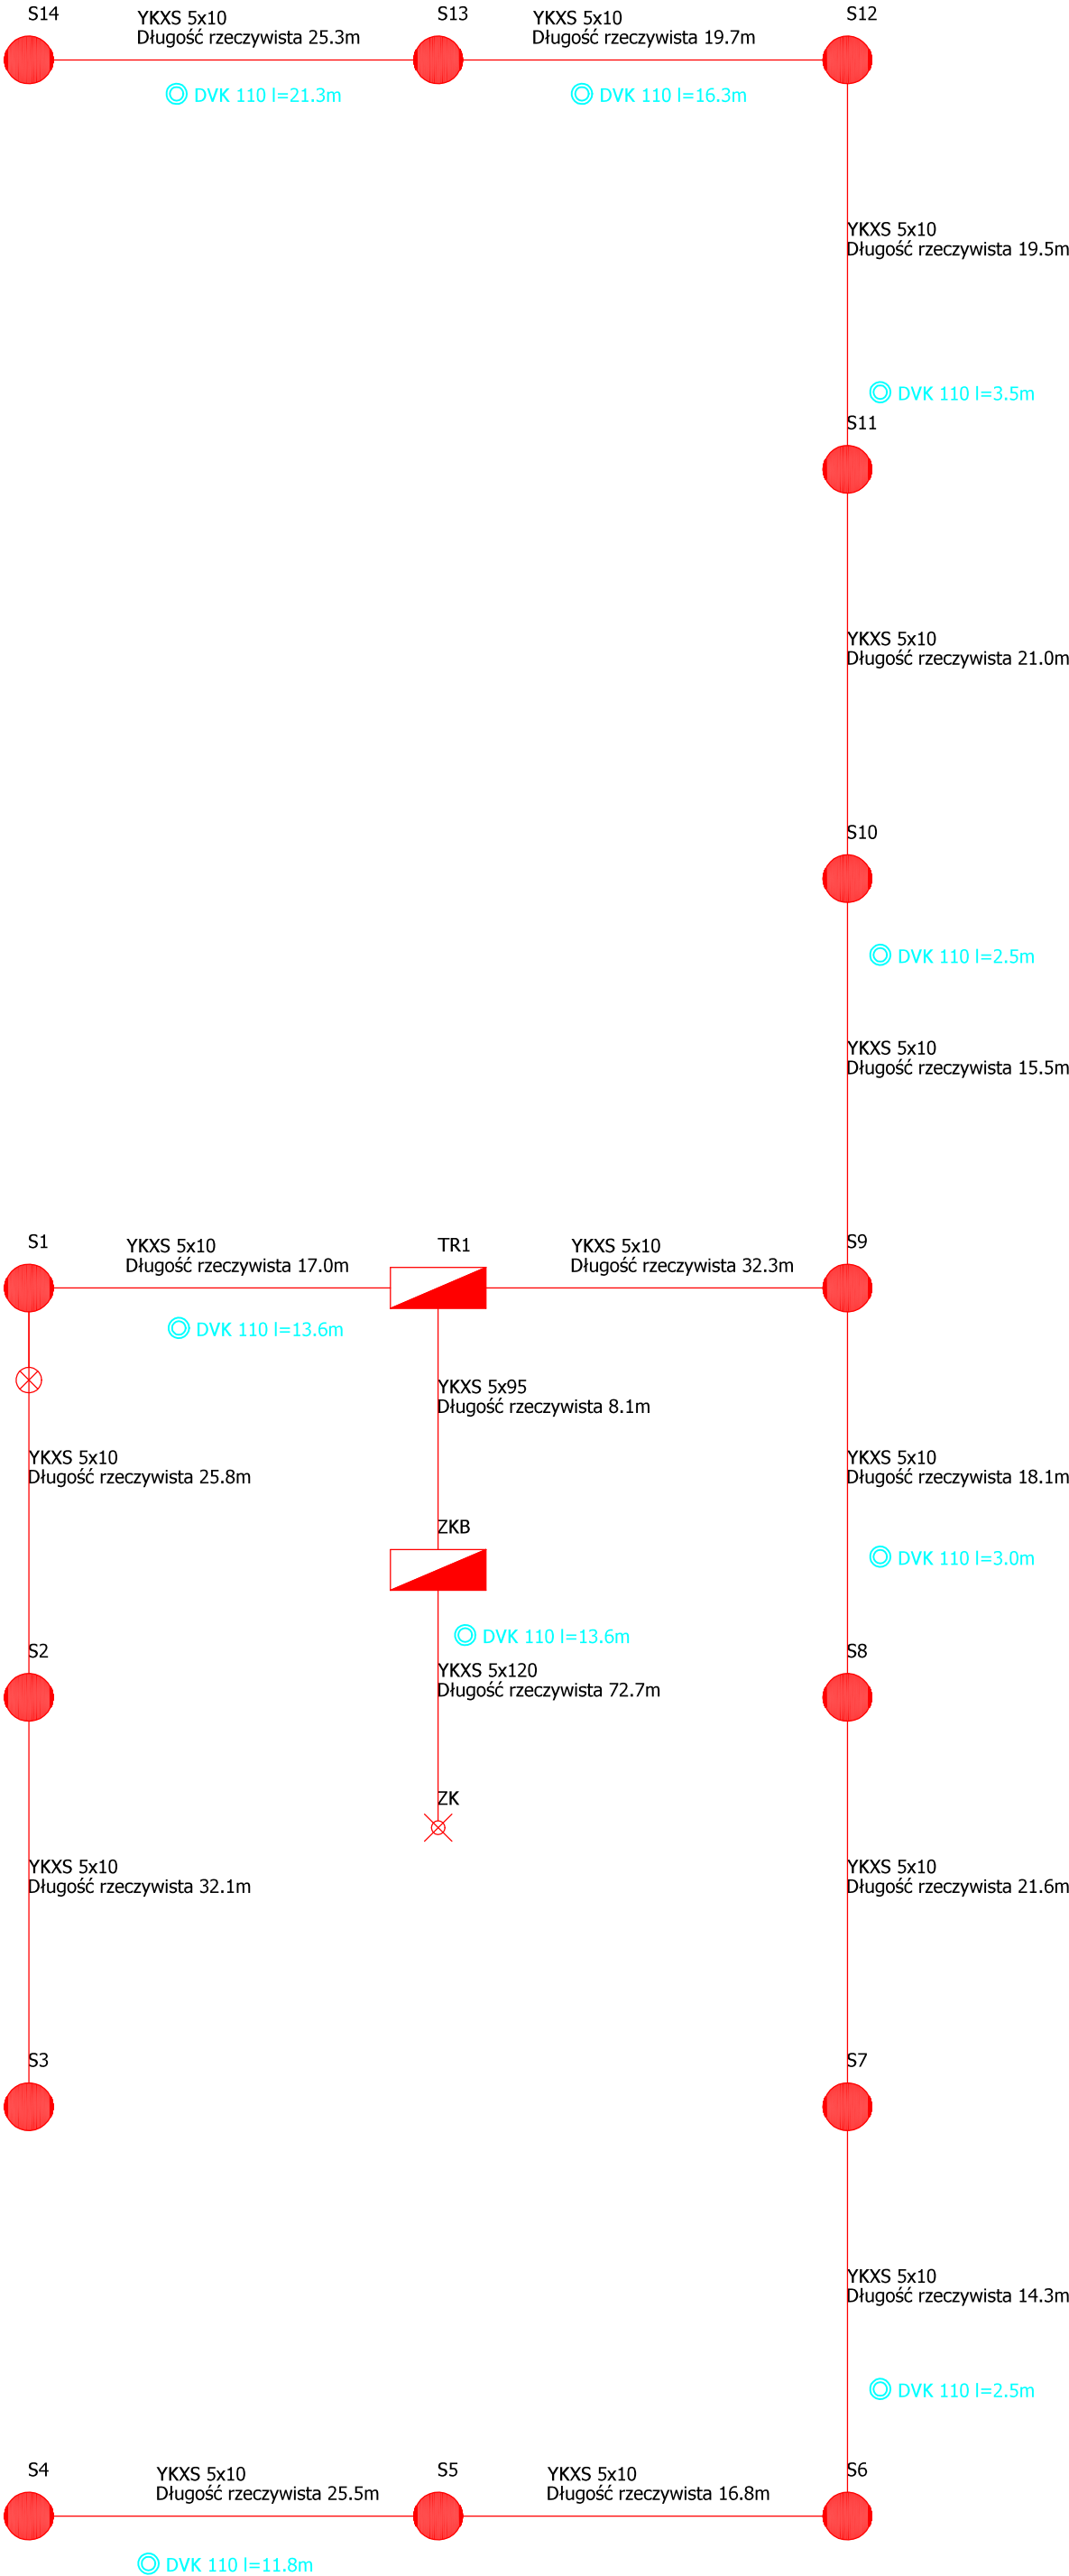 S14
YKXS 5x10
Długość rzeczywista 25.3m
DVK 110 l=21.3m
S13
YKXS 5x10
Długość rzeczywista 19.7m
DVK 110 l=16.3m
S12
YKXS 5x10
Długość rzeczywista 19.5m
DVK 110 l=3.5m
S11
YKXS 5x10
Długość rzeczywista 21.0m
S10
DVK 110 l=2.5m
YKXS 5x10
Długość rzeczywista 15.5m
S1
YKXS 5x10
Długość rzeczywista 17.0m
DVK 110 l=13.6m
TR1
YKXS 5x10
Długość rzeczywista 32.3m
S9
YKXS 5x95
Długość rzeczywista 8.1m
YKXS 5x10
Długość rzeczywista 25.8m
YKXS 5x10
Długość rzeczywista 18.1m
ZKB
DVK 110 l=3.0m
DVK 110 l=13.6m
S2
YKXS 5x120
Długość rzeczywista 72.7m
S8
ZK
YKXS 5x10
Długość rzeczywista 32.1m
YKXS 5x10
Długość rzeczywista 21.6m
S3
S7
YKXS 5x10
Długość rzeczywista 14.3m
DVK 110 l=2.5m
S4
YKXS 5x10
Długość rzeczywista 25.5m
DVK 110 l=11.8m
S5
YKXS 5x10
Długość rzeczywista 16.8m
S6